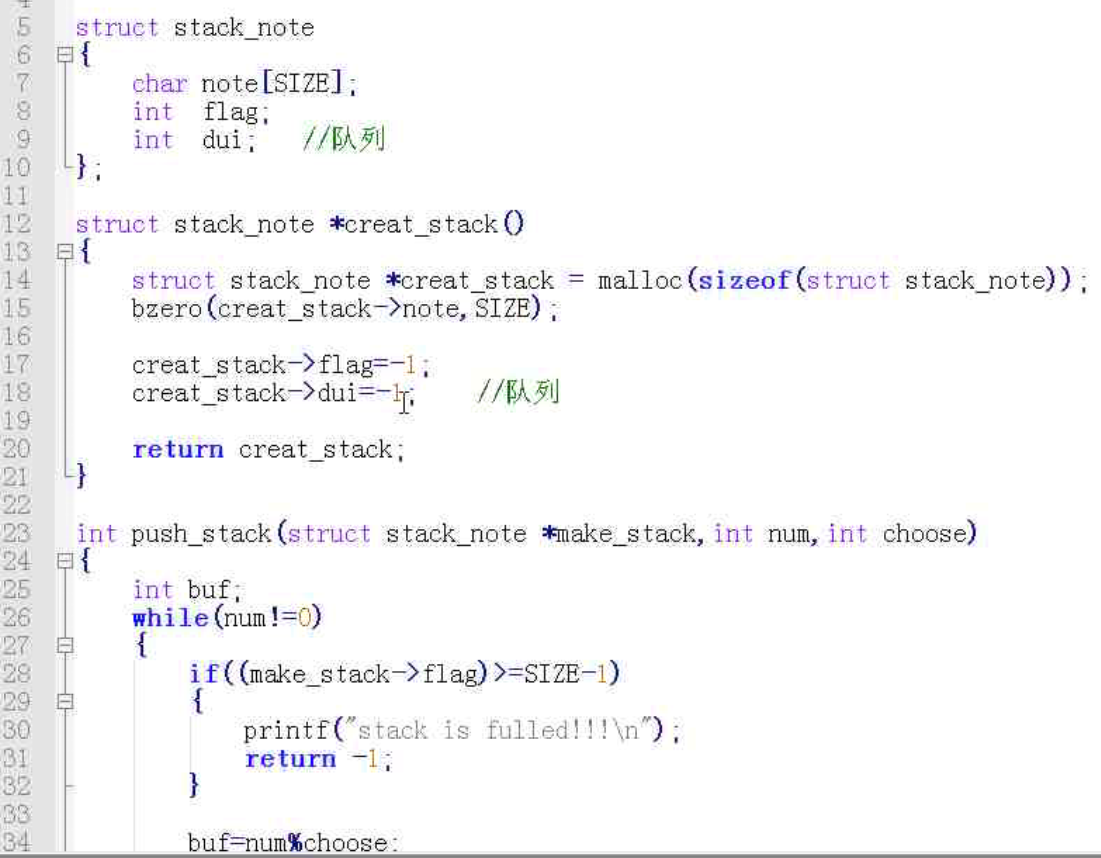 5 struct stack_note
6 {
7 char note[SIZE];
8 int flag;
9 int dui; //队列
10 };
11
12 struct stack_note *creat_stack()
13 {
14 struct stack_note *creat_stack = malloc(sizeof(struct stack_note));
15 bzero(creat_stack->note,SIZE);
16
17 creat_stack->flag=-1;
18 creat_stack->dui=-1; //队列
19
20 return creat_stack;
21 }
22
23 int push_stack(struct stack_note *make_stack,int num,int choose)
24 {
25 int buf;
26 while(num!=0)
27 {
28 if((make_stack->flag)>=SIZE-1)
29 {
30 printf("stack is fulled!!!\n");
31 return -1;
32 }
33
34 buf=num%choose;